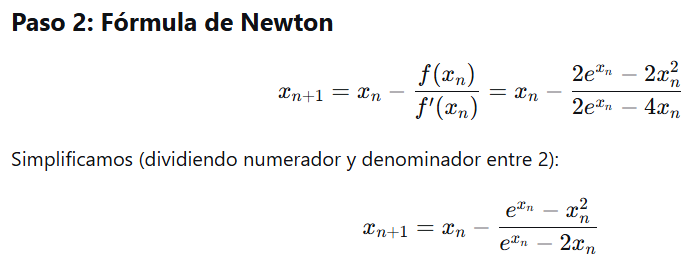 Paso 2: Fórmula de Newton
x_{n+1} = x_n − \frac{f(x_n)}{f′(x_n)} = x_n − \frac{2e^{x_n} − 2x_n^2}{2e^{x_n} − 4x_n}
Simplificamos (dividiendo numerador y denominador entre 2):
x_{n+1} = x_n − \frac{e^{x_n} − x_n^2}{e^{x_n} − 2x_n}